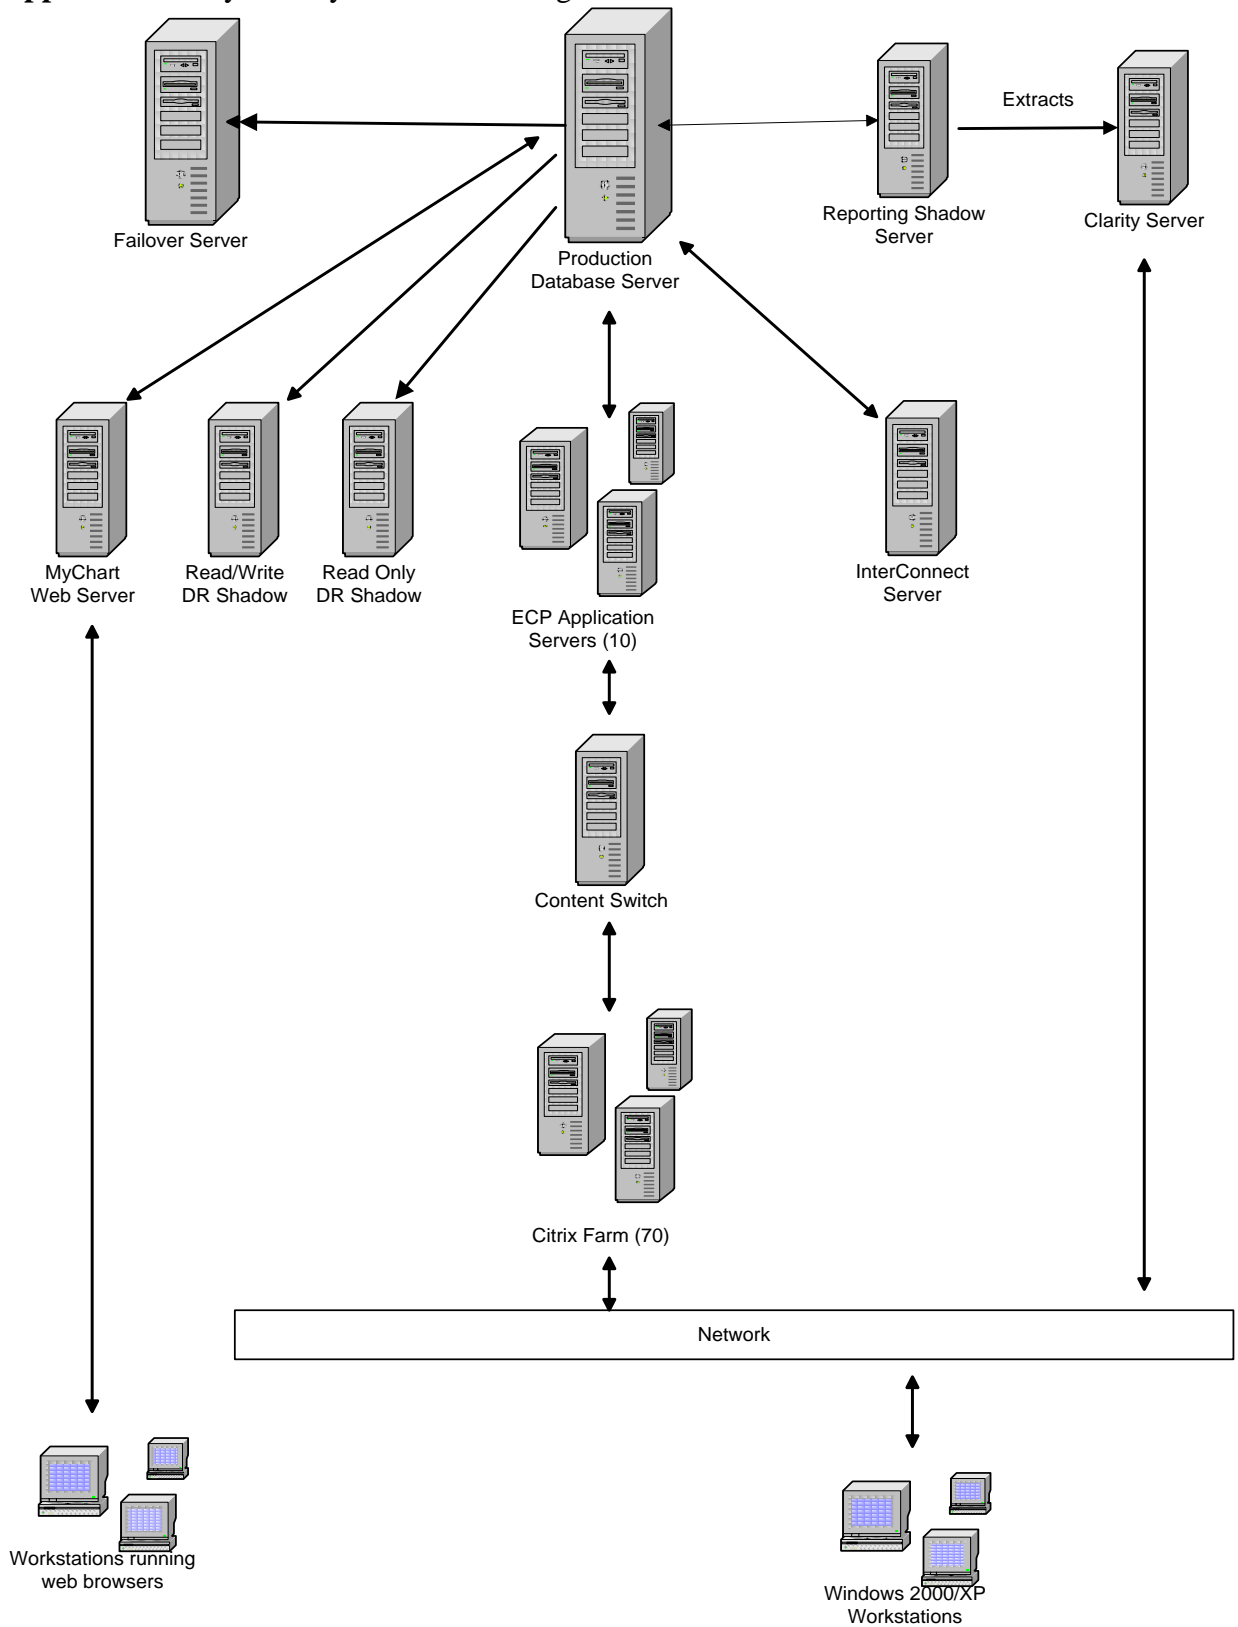 Extracts
Failover Server
Production
Database Server
Reporting Shadow
Server
Clarity Server
MyChart
Web Server
Read/Write
DR Shadow
Read Only
DR Shadow
ECP Application
Servers (10)
InterConnect
Server
Content Switch
Citrix Farm (70)
Network
Workstations running
web browsers
Windows 2000/XP
Workstations